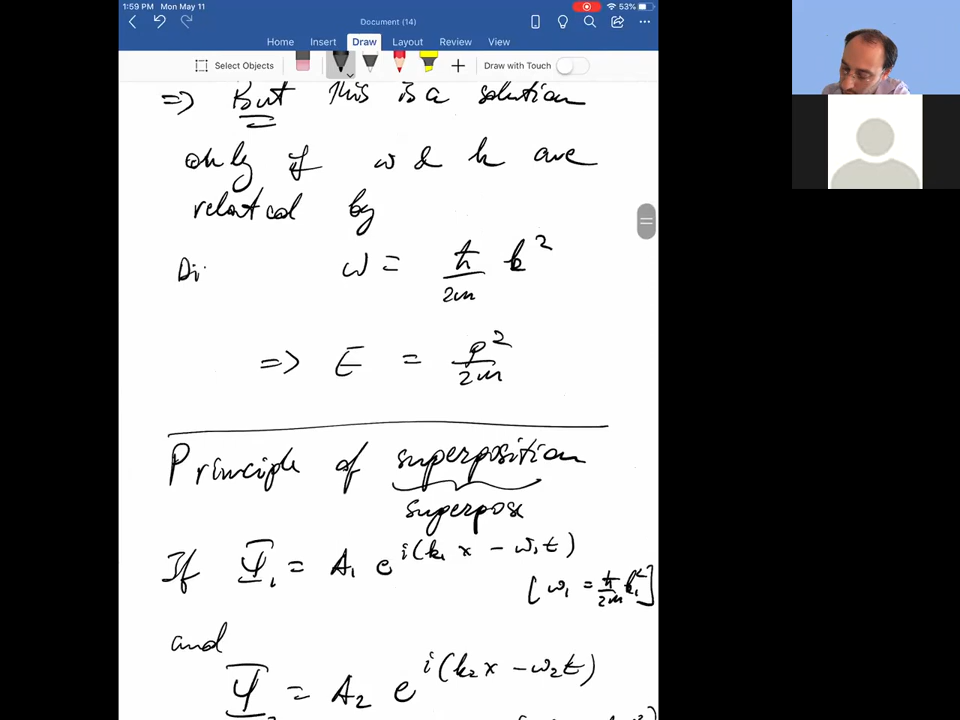 1:59 PM Mon May 11
53%
Document (14)
Home Insert Draw Layout Review View
Select Objects
Draw with Touch
=> But this is a solution
only if ω & k are
related by
Di ω = ħ/2m k²
=> E = p²/2m
Principle of superposition
superpose
If Ψ₁ = A₁ e^{i(k₁x - ω₁t)}
[ω₁ = ħ/2m k₁²]
and
Ψ₂ = A₂ e^{i(k₂x - ω₂t)}